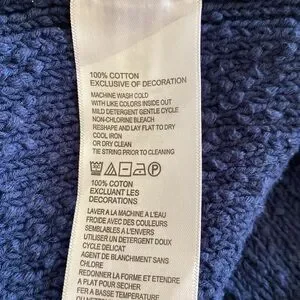 100% COTTON
EXCLUSIVE OF DECORATION
MACHINE WASH COLD
WITH LIKE COLORS INSIDE OUT
MILD DETERGENT GENTLE CYCLE
NON-CHLORINE BLEACH
RESHAPE AND LAY FLAT TO DRY
COOL IRON
OR DRY CLEAN
TIE STRING PRIOR TO CLEANING
100% COTON
EXCLUANT LES
DECORATIONS
LAVER A LA MACHINE A L'EAU
FROIDE AVEC DE COULEURS
SEMBLABLES A L'ENVERS
UTILISER UN DETERGENT DOUX
CYCLE DELICAT
AGENT DE BLANCHIMENT SANS
CHLORE
REDONNER LA FORME ET ETENDRE
A PLAT POUR SÉCHER
FER A BASSE TEMPÉRATURE